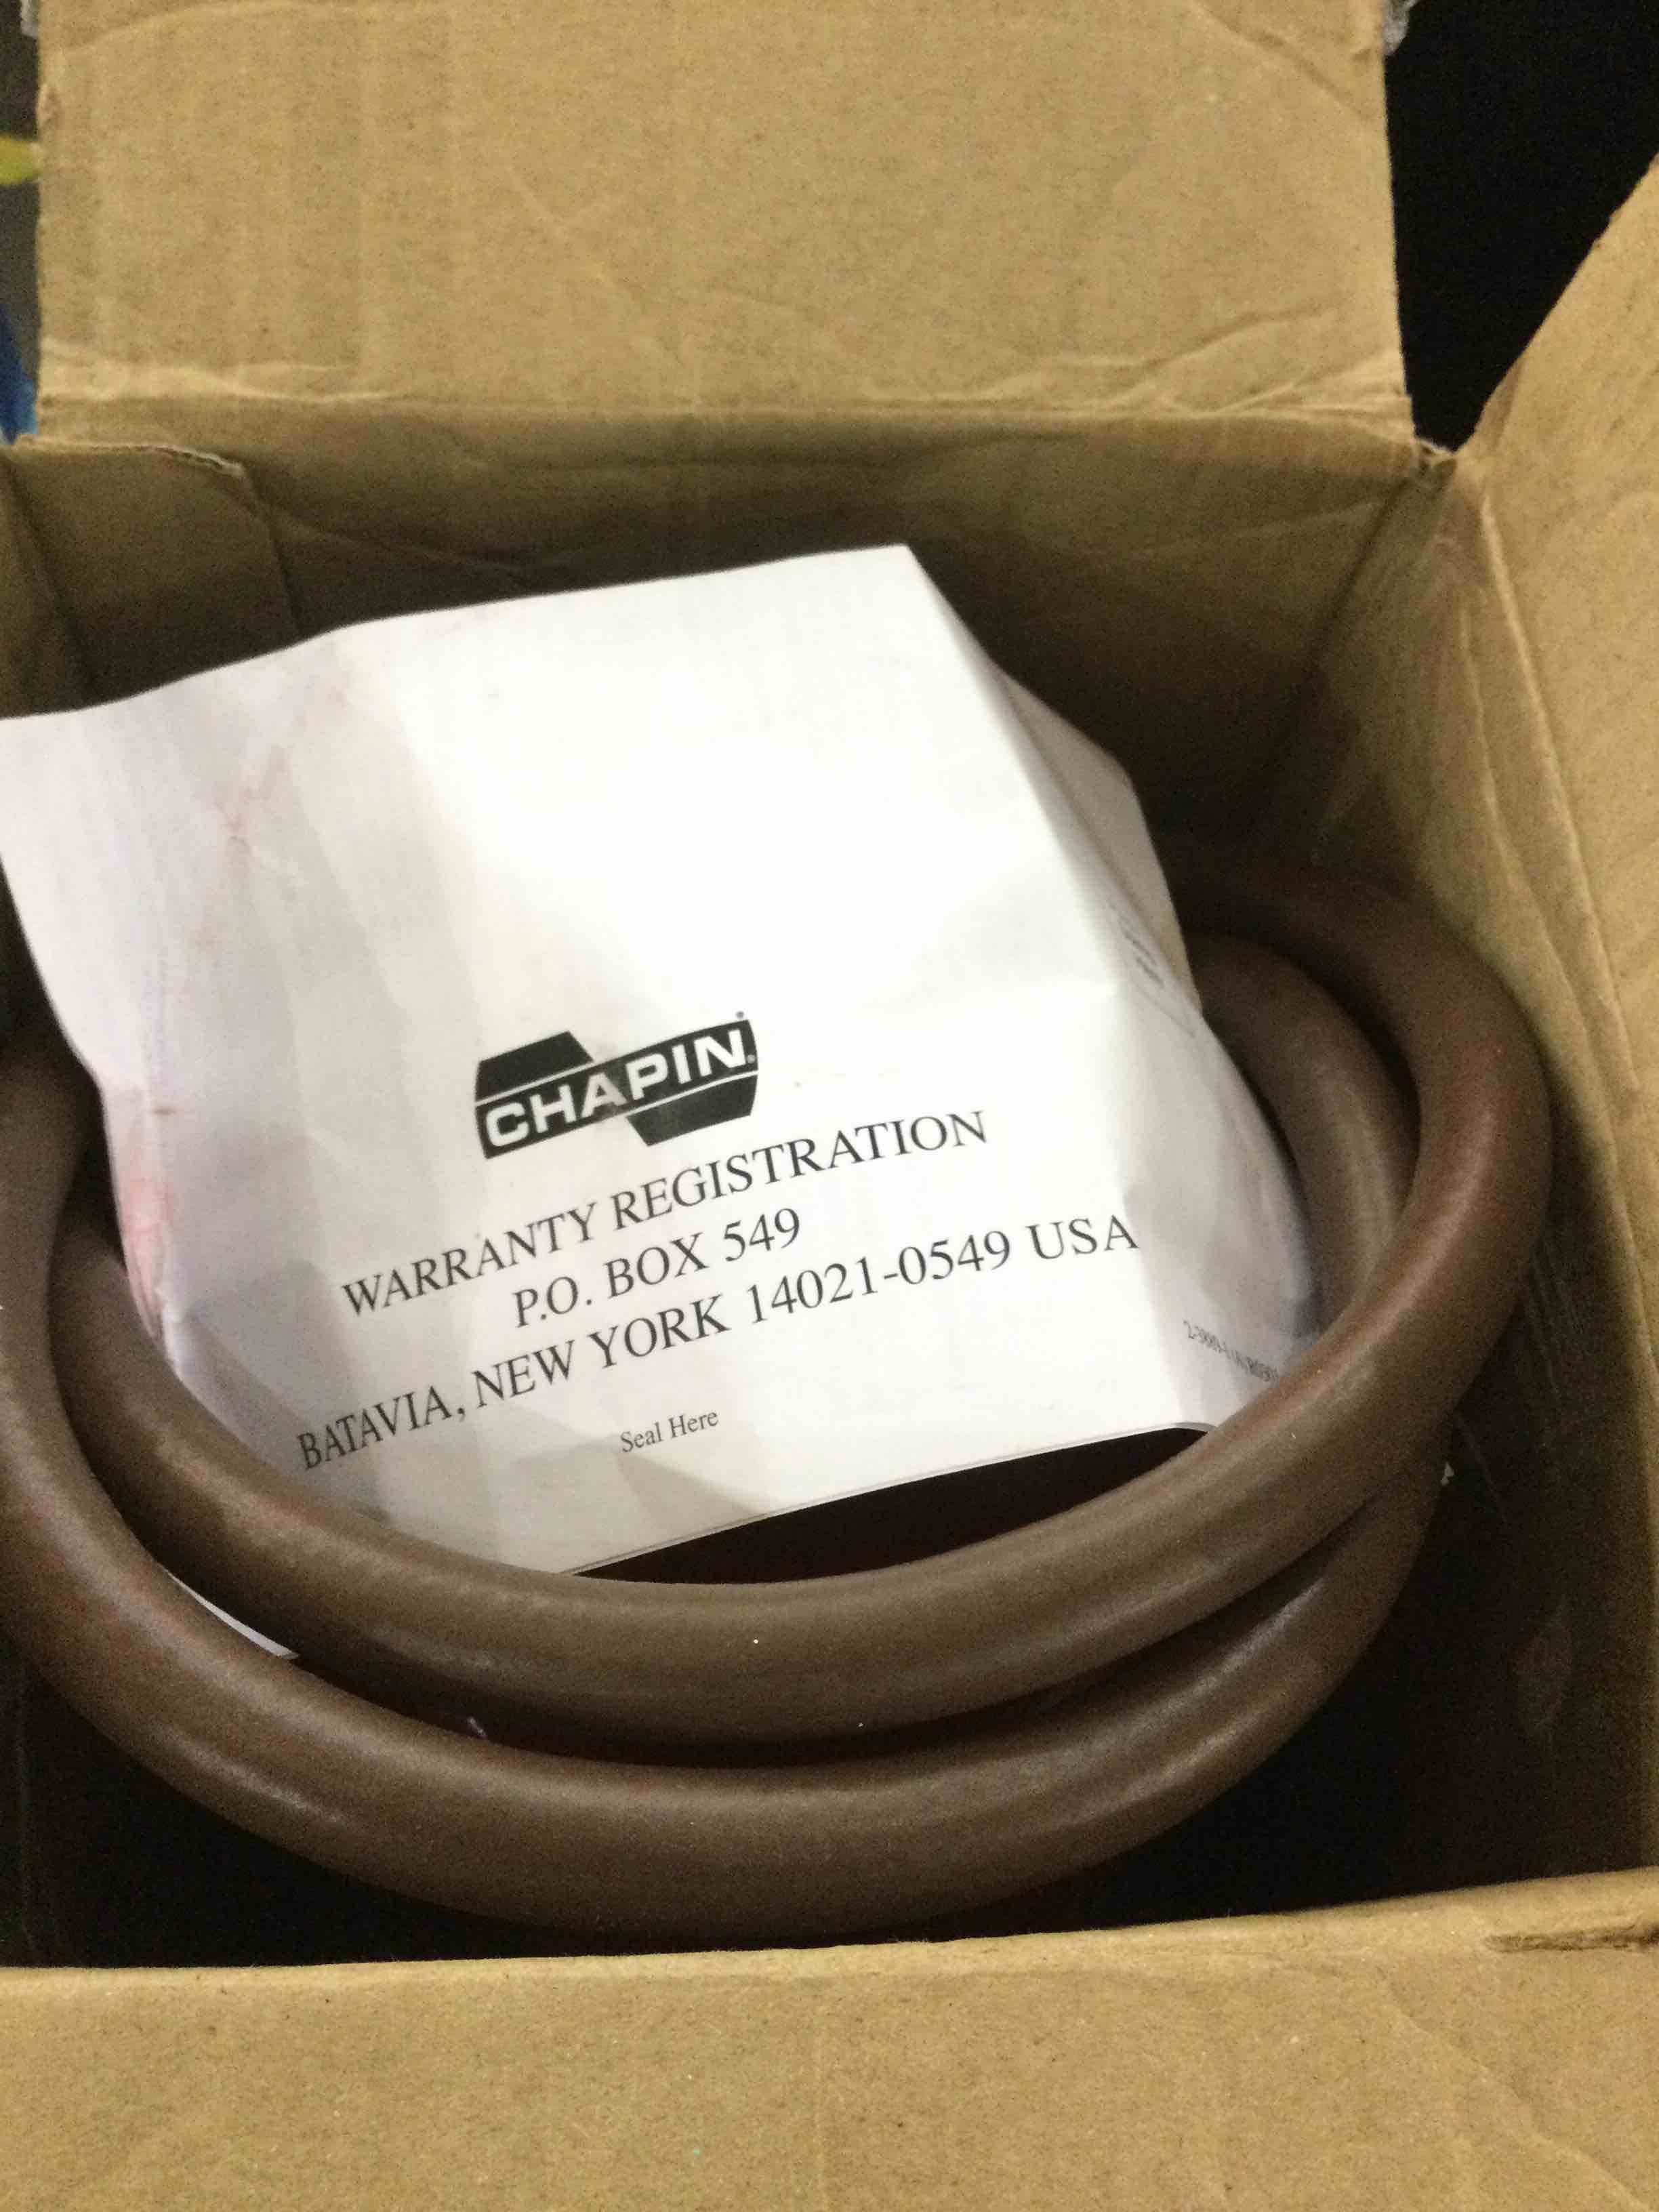 CHAPIN®
WARRANTY REGISTRATION
P.O. BOX 549
BATAVIA, NEW YORK 14021-0549 USA
Seal Here